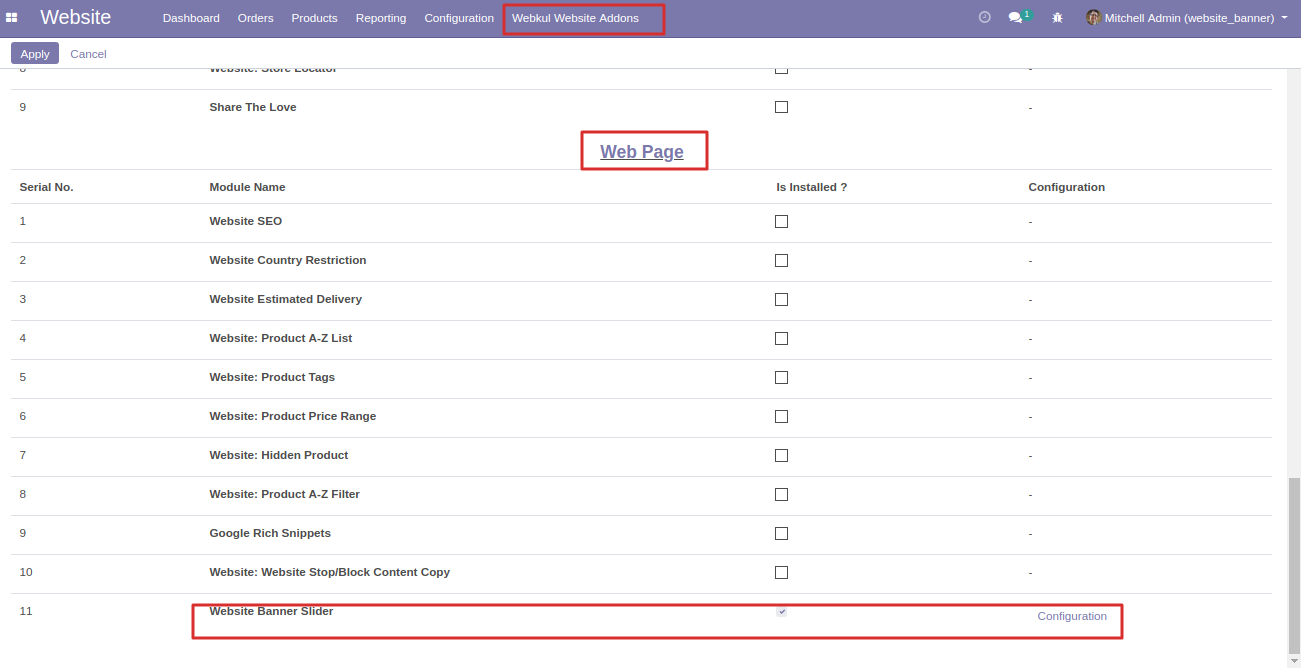 Website Dashboard Orders Products Reporting Configuration Webkul Website Addons 1 Mitchell Admin (website_banner)
Apply Cancel
8 Website: Store Locator -
9 Share The Love -
Web Page
Serial No. Module Name Is Installed ? Configuration
1 Website SEO -
2 Website Country Restriction -
3 Website Estimated Delivery -
4 Website: Product A-Z List -
5 Website: Product Tags -
6 Website: Product Price Range -
7 Website: Hidden Product -
8 Website: Product A-Z Filter -
9 Google Rich Snippets -
10 Website: Website Stop/Block Content Copy -
11 Website Banner Slider Configuration